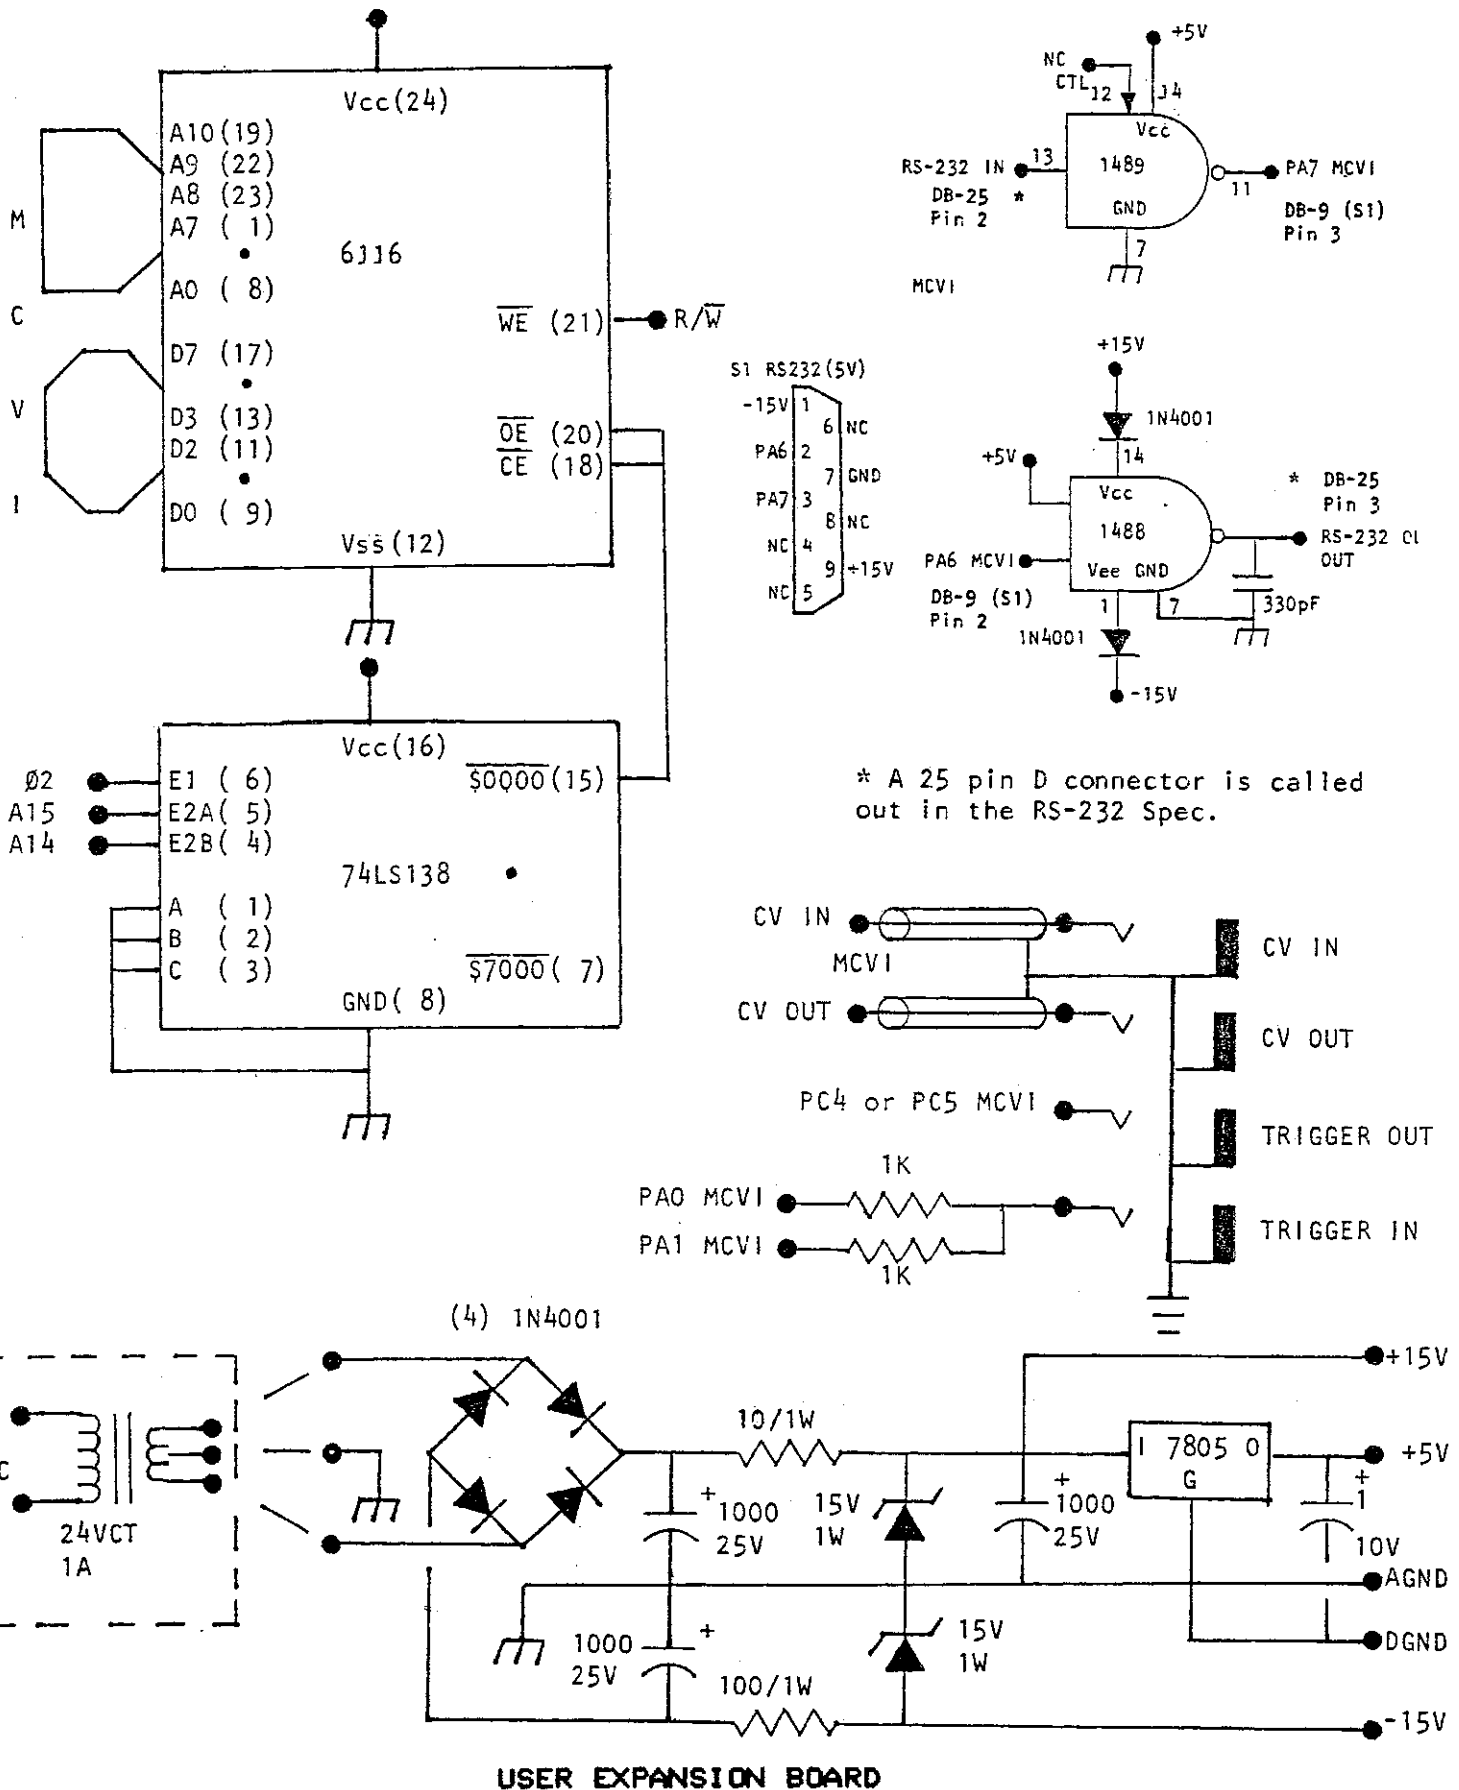 Vcc(24)
A10(19)
A9 (22)
A8 (23)
A7 ( 1)
A0 ( 8)
6116
WE (21)
R/W
D7 (17)
D3 (13)
D2 (11)
D0 ( 9)
OE (20)
CE (18)
Vss(12)
M
C
V
I
Vcc(16)
Ø2
A15
A14
E1 ( 6)
E2A( 5)
E2B( 4)
$0000(15)
74LS138
A ( 1)
B ( 2)
C ( 3)
$7000( 7)
GND( 8)
+5V
NC
CTL
12
14
Vcc
RS-232 IN
13
1489
PA7 MCVI
11
DB-25 *
Pin 2
GND
DB-9 (S1)
Pin 3
7
MCVI
S1 RS232(5V)
-15V 1
6 NC
PA6 2
7 GND
PA7 3
8 NC
NC 4
9 +15V
NC 5
+15V
1N4001
14
+5V
Vcc
* DB-25
Pin 3
1488
RS-232
OUT
PA6 MCVI
Vee GND
DB-9 (S1)
Pin 2
1
7
330pF
1N4001
-15V
* A 25 pin D connector is called
out in the RS-232 Spec.
CV IN
MCVI
CV IN
CV OUT
CV OUT
PC4 or PC5 MCVI
TRIGGER OUT
1K
PA0 MCVI
PA1 MCVI
1K
TRIGGER IN
(4) 1N4001
+15V
10/1W
I 7805 O
G
+5V
C
24VCT
1A
+
1000
25V
15V
1W
+
1000
25V
+
1
10V
AGND
+
1000
25V
15V
1W
DGND
100/1W
-15V
USER EXPANSION BOARD